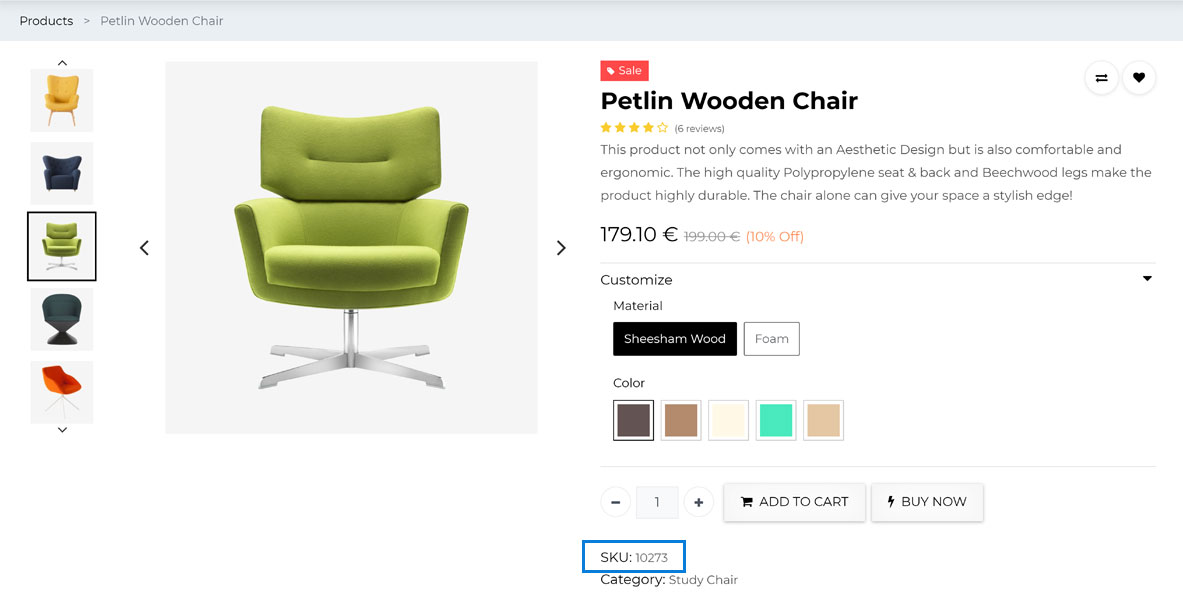 Products > Petlin Wooden Chair
Sale
Petlin Wooden Chair
(6 reviews)
This product not only comes with an Aesthetic Design but is also comfortable and
ergonomic. The high quality Polypropylene seat & back and Beechwood legs make the
product highly durable. The chair alone can give your space a stylish edge!
179.10 € 199.00 € (10% Off)
Customize
Material
Sheesham Wood Foam
Color
1 ADD TO CART BUY NOW
SKU: 10273
Category: Study Chair